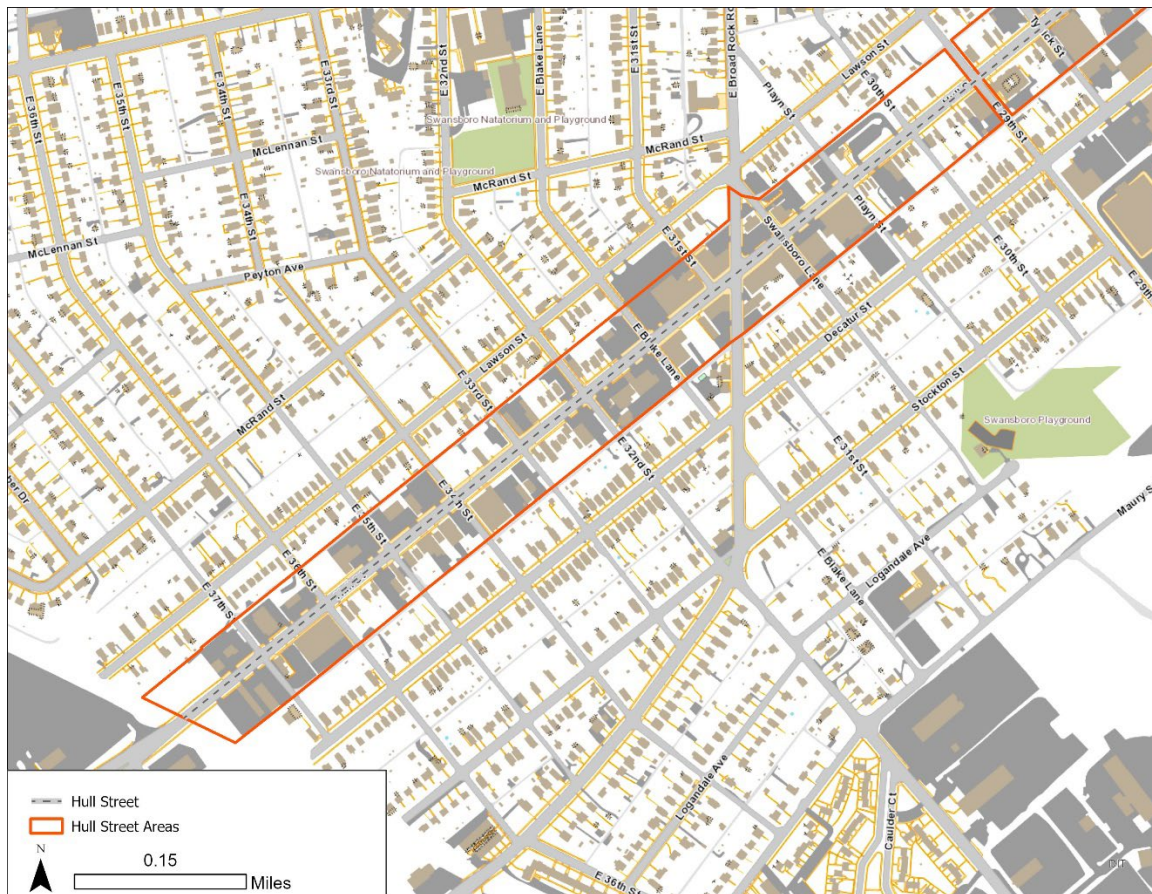 E 32nd St
E Blake Lane
E 31st St
E Broad Rock Rd
Lawson St
E 36th St
E 35th St
E 34th St
E 33rd St
Playn St
E 30th St
McLennan St
Swansboro Natatorium and Playground
Swansboro Natatorium and Playground
McRand St
McRand St
E 29th St
McLennan St
E 34th St
Peyton Ave
E 31st St
Swansboro Lane
Playn St
E 30th St
E 29th
Lawson St
E Blake Lane
Decatur St
E 33rd St
McRand St
Stockton St
Swansboro Playground
E 32nd St
E 31st St
E 34th St
E 35th St
E 36th St
E 37th St
Maury S
Logandale Ave
E Blake Lane
Logandale Ave
Caulder Ct
E 36th St
Hull Street
Hull Street Areas
N
0.15
Miles